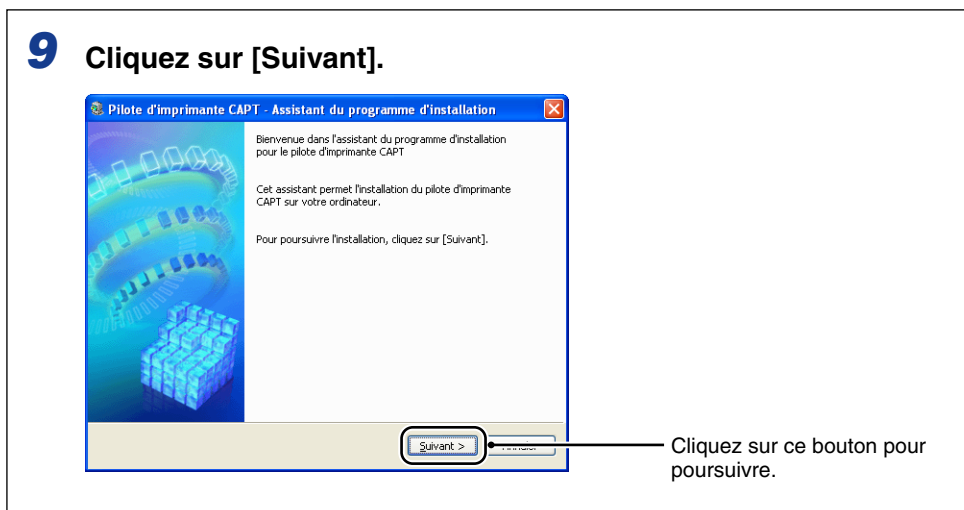 9 Cliquez sur [Suivant].
Pilote d'imprimante CAPT - Assistant du programme d'installation
Bienvenue dans l'assistant du programme d'installation
pour le pilote d'imprimante CAPT
Cet assistant permet l'installation du pilote d'imprimante
CAPT sur votre ordinateur.
Pour poursuivre l'installation, cliquez sur [Suivant].
Suivant >
Cliquez sur ce bouton pour
poursuivre.